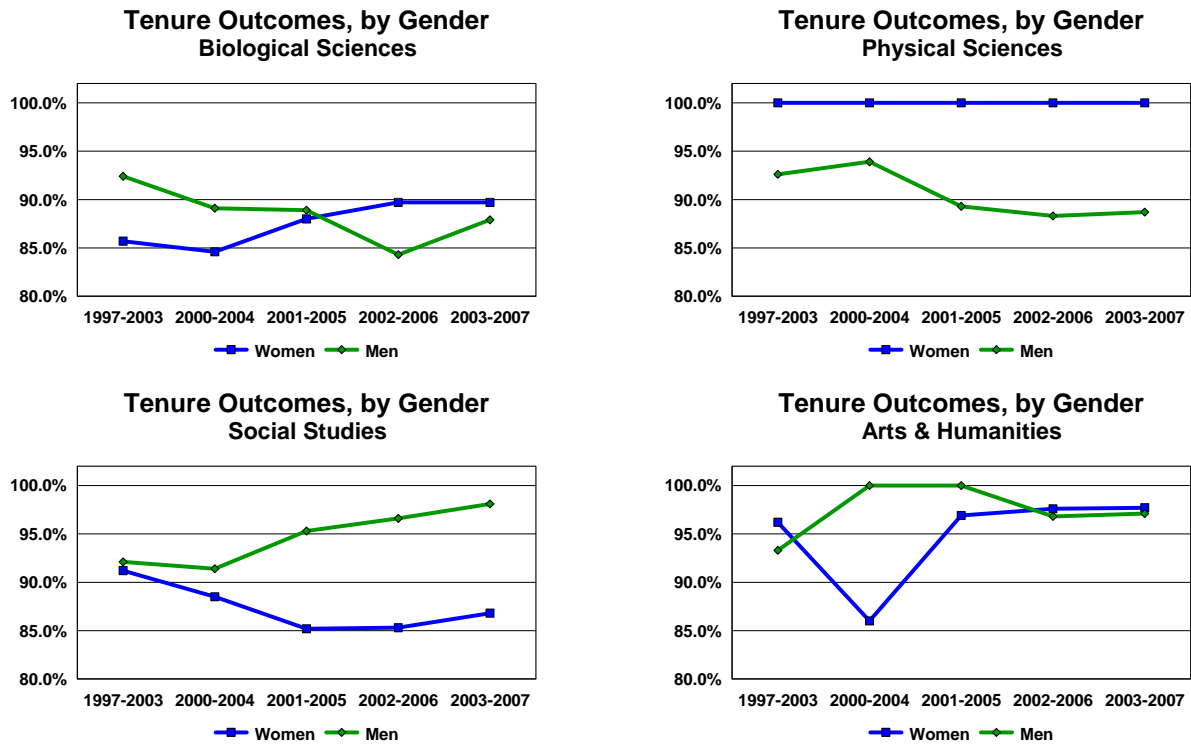 Tenure Outcomes, by Gender
Biological Sciences
100.0%
95.0%
90.0%
85.0%
80.0%
1997-2003 2000-2004 2001-2005 2002-2006 2003-2007
Women Men
Tenure Outcomes, by Gender
Physical Sciences
100.0%
95.0%
90.0%
85.0%
80.0%
1997-2003 2000-2004 2001-2005 2002-2006 2003-2007
Women Men
Tenure Outcomes, by Gender
Social Studies
100.0%
95.0%
90.0%
85.0%
80.0%
1997-2003 2000-2004 2001-2005 2002-2006 2003-2007
Women Men
Tenure Outcomes, by Gender
Arts & Humanities
100.0%
95.0%
90.0%
85.0%
80.0%
1997-2003 2000-2004 2001-2005 2002-2006 2003-2007
Women Men